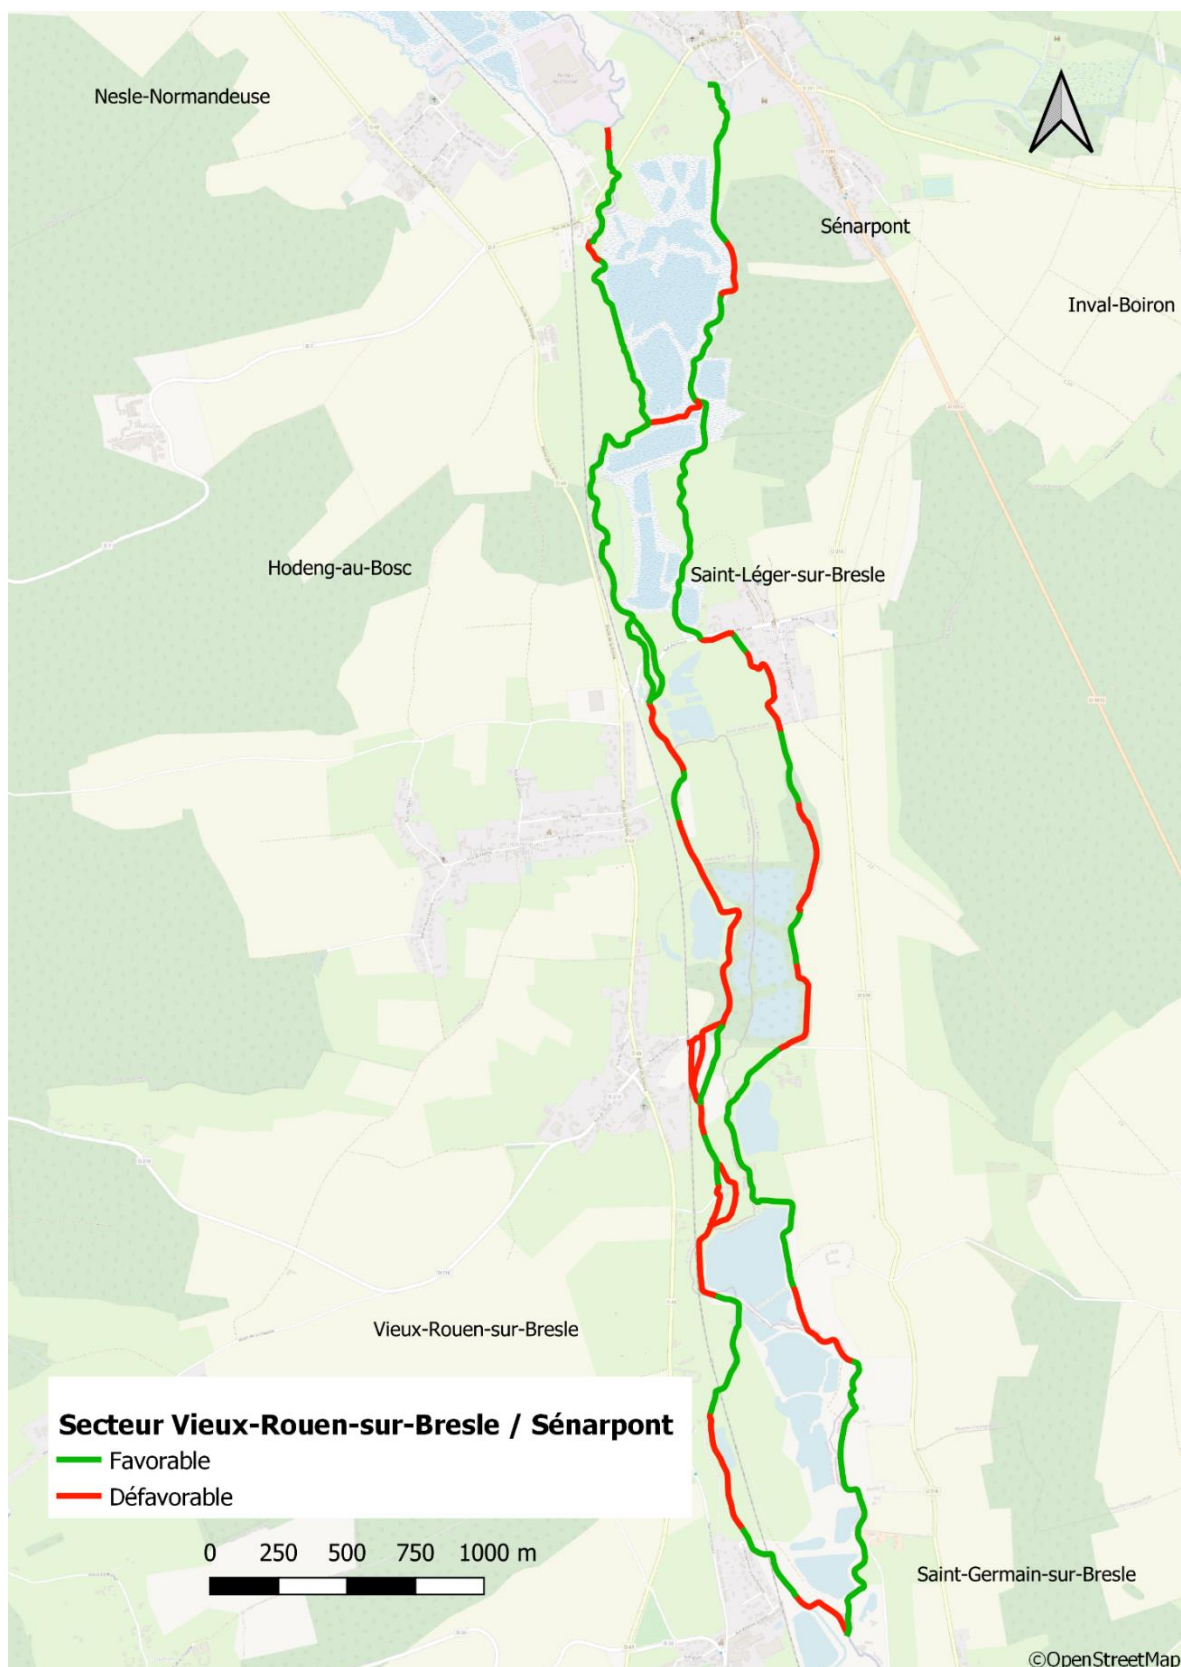 Nesle-Normandeuse
Sénarpont
Inval-Boiron
Hodeng-au-Bosc
Saint-Léger-sur-Bresle
Vieux-Rouen-sur-Bresle
Secteur Vieux-Rouen-sur-Bresle / Sénarpont
Favorable
Défavorable
0 250 500 750 1000 m
Saint-Germain-sur-Bresle
©OpenStreetMap